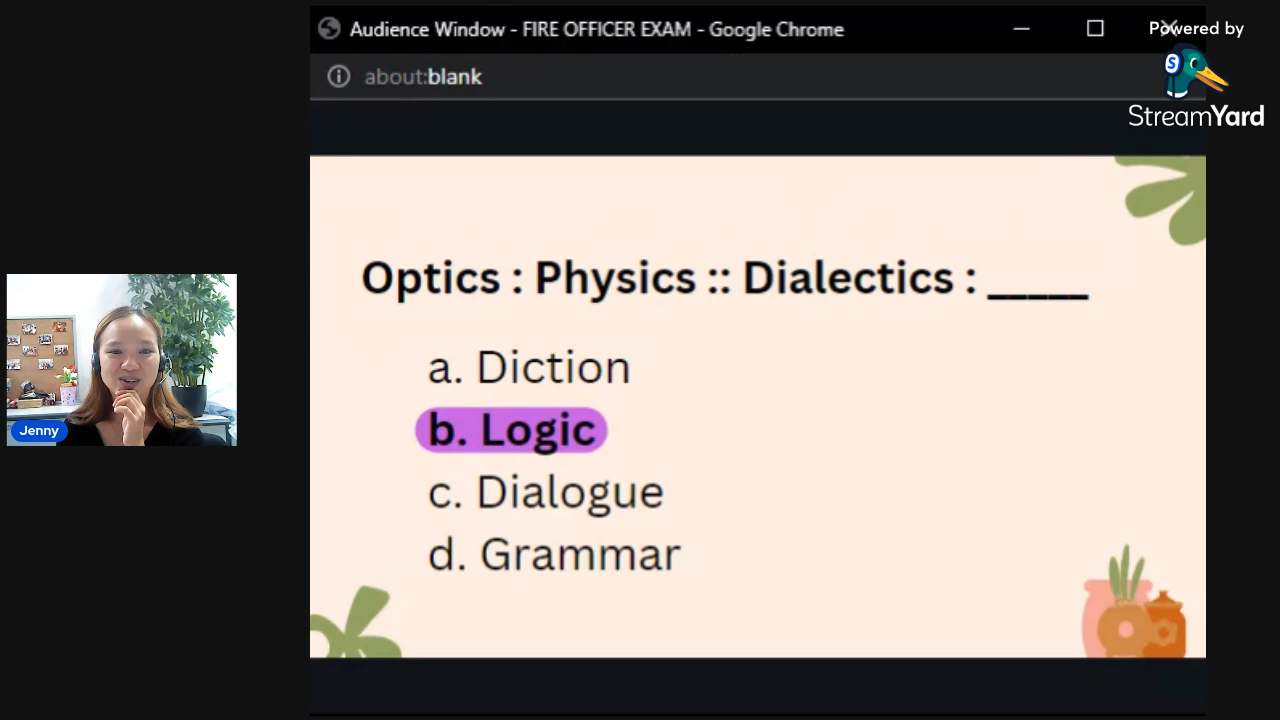 Audience Window - FIRE OFFICER EXAM - Google Chrome
Powered by
about:blank
S
StreamYard
Optics : Physics :: Dialectics : _____
a. Diction
b. Logic
c. Dialogue
d. Grammar
Jenny